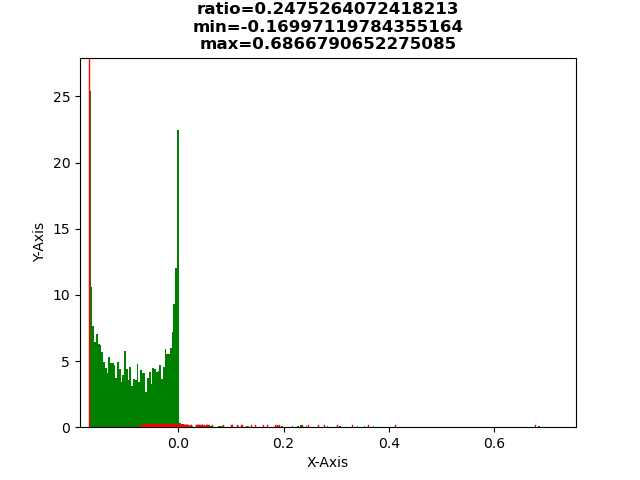 ratio=0.2475264072418213
min=-0.16997119784355164
max=0.6866790652275085
25
20
15
10
5
0
Y-Axis
0.0
0.2
0.4
0.6
X-Axis